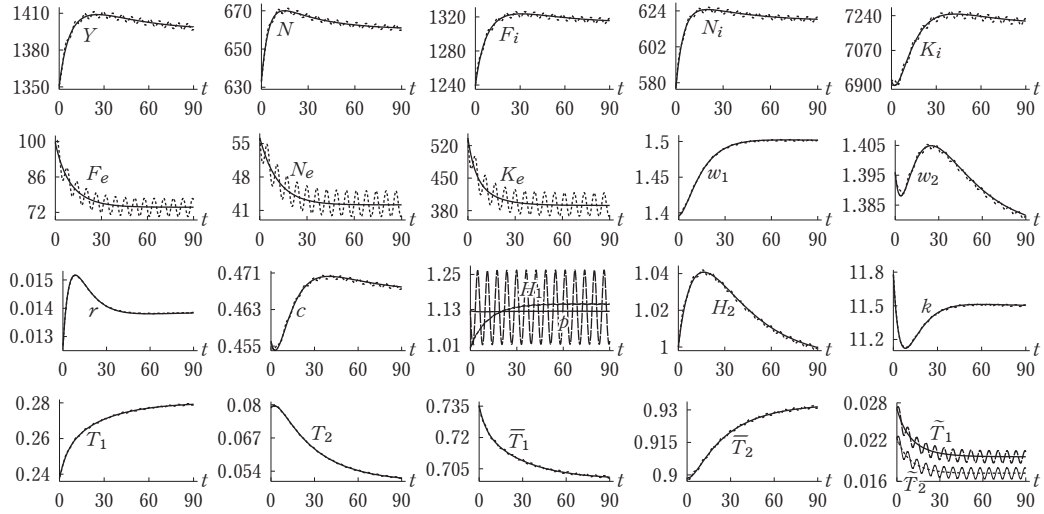 1410
1380
1350
Y
0 30 60 90
t
670
650
630
N
0 30 60 90
t
1320
1280
1240
F_i
0 30 60 90
t
624
602
580
N_i
0 30 60 90
t
7240
7070
6900
K_i
0 30 60 90
t
100
86
72
F_e
0 30 60 90
t
55
48
41
N_e
0 30 60 90
t
520
450
380
K_e
0 30 60 90
t
1.5
1.45
1.4
w_1
0 30 60 90
t
1.405
1.395
1.385
w_2
0 30 60 90
t
0.015
0.014
0.013
r
0 30 60 90
t
0.471
0.463
0.455
c
0 30 60 90
t
1.25
1.13
1.01
H_1
p
0 30 60 90
t
1.04
1.02
1
H_2
0 30 60 90
t
11.8
11.5
11.2
k
0 30 60 90
t
0.28
0.26
0.24
T_1
0 30 60 90
t
0.08
0.067
0.054
T_2
0 30 60 90
t
0.735
0.72
0.705
T̅_1
0 30 60 90
t
0.93
0.915
0.9
T̅_2
0 30 60 90
t
0.028
0.022
0.016
T̃_1
T̃_2
0 30 60 90
t